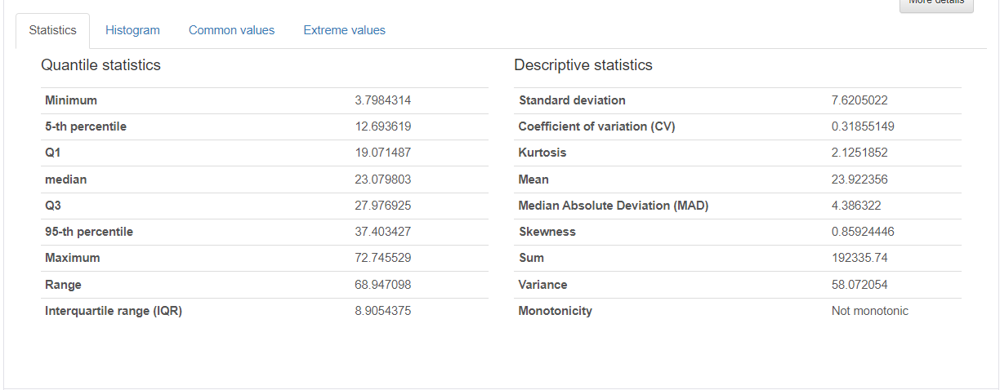 More details
Statistics Histogram Common values Extreme values
Quantile statistics Descriptive statistics
Minimum 3.7984314 Standard deviation 7.6205022
5-th percentile 12.693619 Coefficient of variation (CV) 0.31855149
Q1 19.071487 Kurtosis 2.1251852
median 23.079803 Mean 23.922356
Q3 27.976925 Median Absolute Deviation (MAD) 4.386322
95-th percentile 37.403427 Skewness 0.85924446
Maximum 72.745529 Sum 192335.74
Range 68.947098 Variance 58.072054
Interquartile range (IQR) 8.9054375 Monotonicity Not monotonic